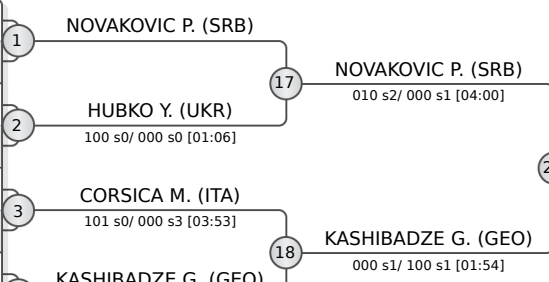 NOVAKOVIC P. (SRB)
1
17
NOVAKOVIC P. (SRB)
010 s2/ 000 s1 [04:00]
HUBKO Y. (UKR)
2
100 s0/ 000 s0 [01:06]
CORSICA M. (ITA)
3
101 s0/ 000 s3 [03:53]
18
KASHIBADZE G. (GEO)
000 s1/ 100 s1 [01:54]
KASHIBADZE G. (GEO)